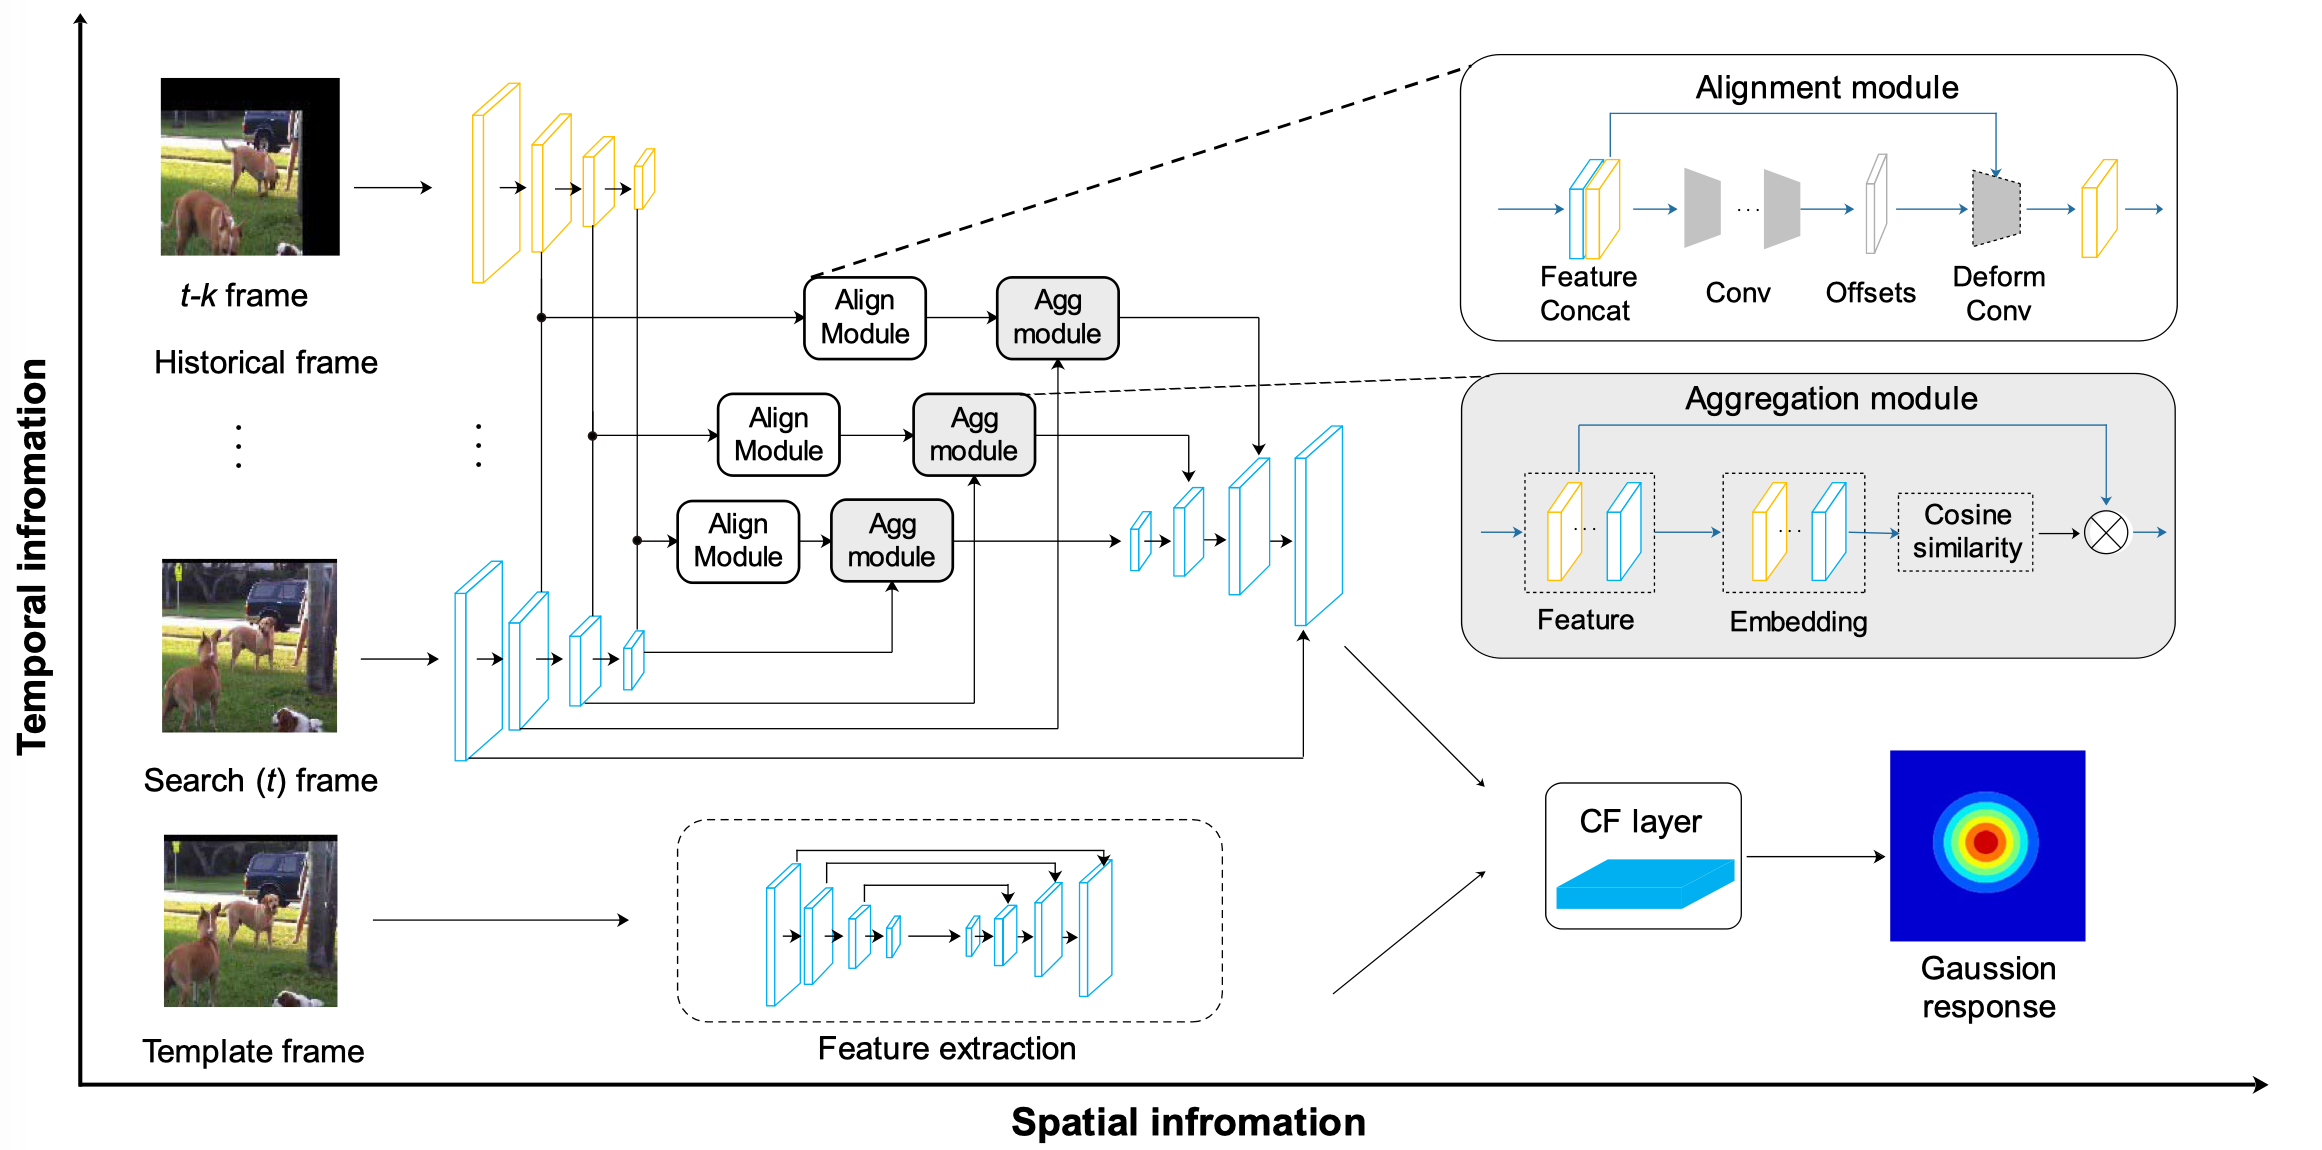 Temporal infromation
t-k frame
Historical frame
Search (t) frame
Template frame
Align
Module
Agg
module
Align
Module
Agg
module
Align
Module
Agg
module
Feature extraction
Alignment module
Feature
Concat
Conv
Offsets
Deform
Conv
Aggregation module
Feature
Embedding
Cosine
similarity
CF layer
Gaussion
response
Spatial infromation